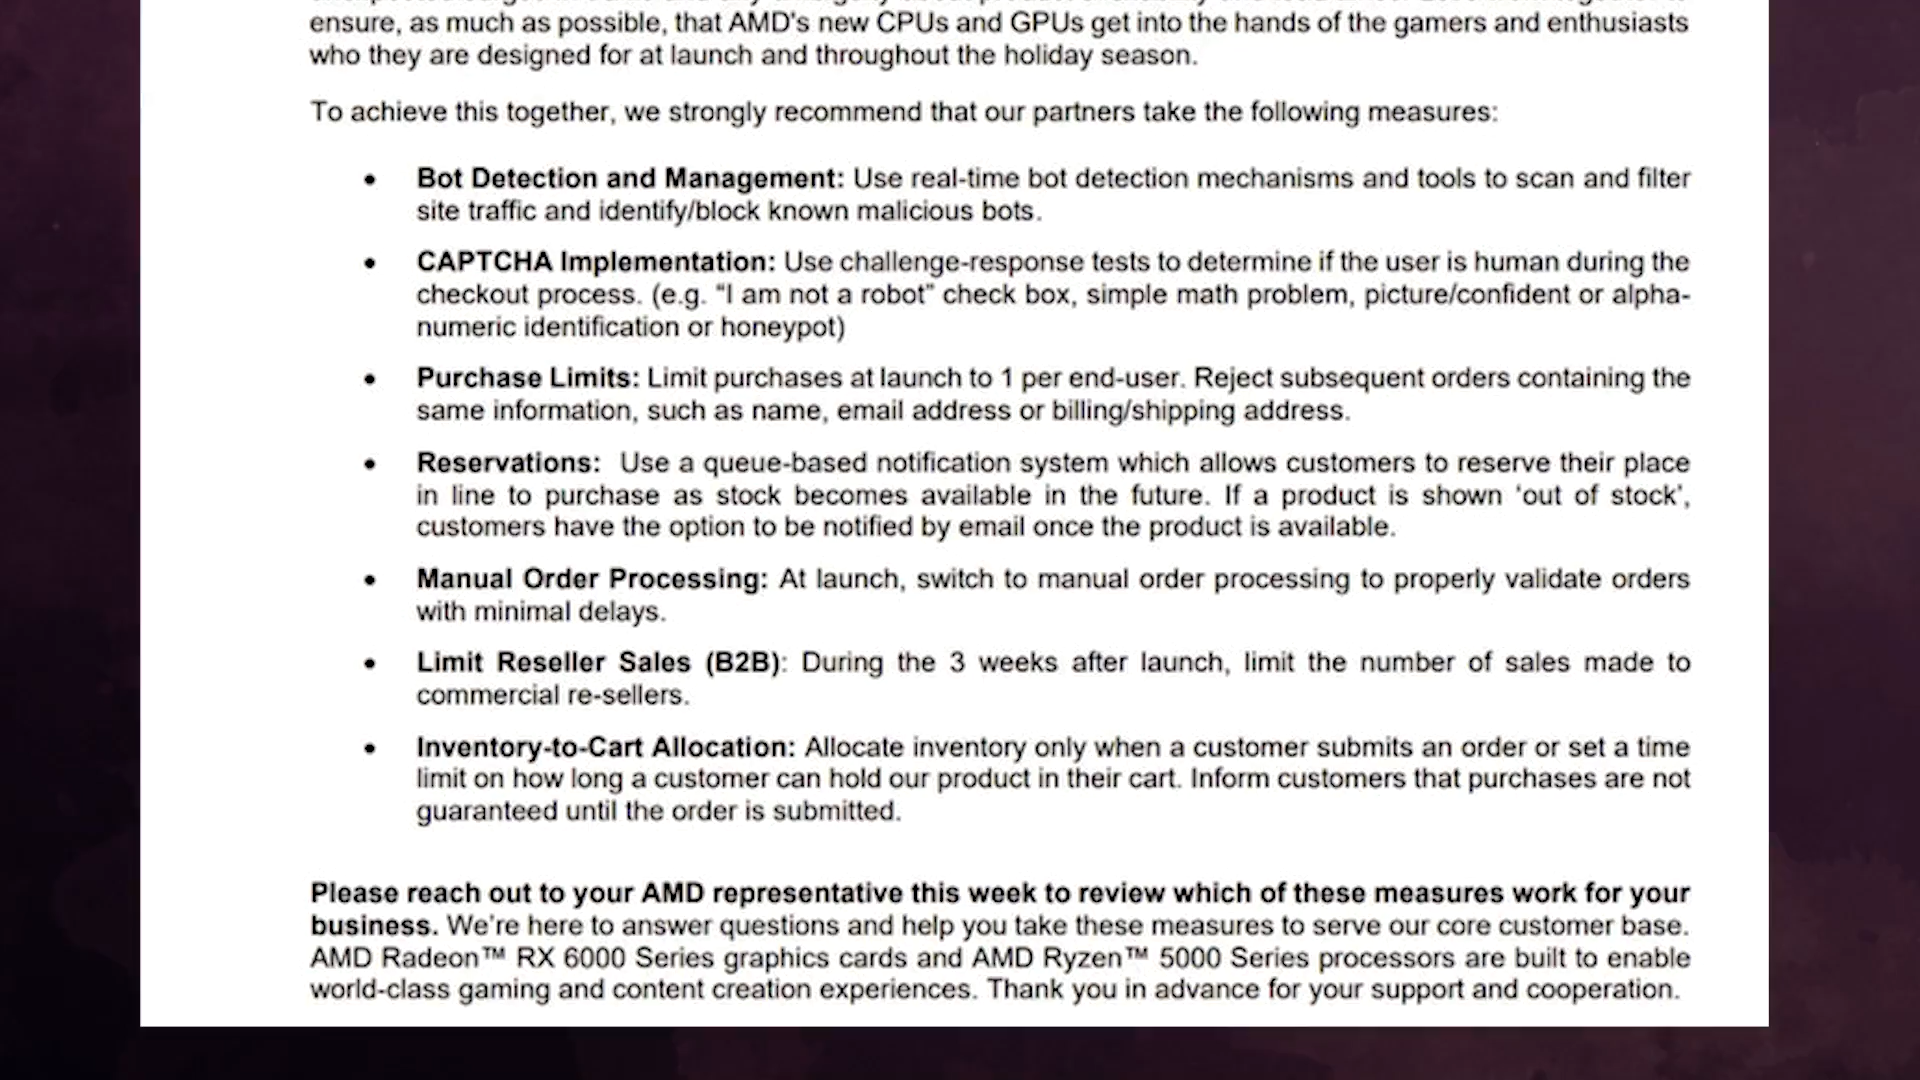 ensure, as much as possible, that AMD's new CPUs and GPUs get into the hands of the gamers and enthusiasts
who they are designed for at launch and throughout the holiday season.
To achieve this together, we strongly recommend that our partners take the following measures:
• Bot Detection and Management: Use real-time bot detection mechanisms and tools to scan and filter
site traffic and identify/block known malicious bots.
• CAPTCHA Implementation: Use challenge-response tests to determine if the user is human during the
checkout process. (e.g. “I am not a robot” check box, simple math problem, picture/confident or alpha-
numeric identification or honeypot)
• Purchase Limits: Limit purchases at launch to 1 per end-user. Reject subsequent orders containing the
same information, such as name, email address or billing/shipping address.
• Reservations: Use a queue-based notification system which allows customers to reserve their place
in line to purchase as stock becomes available in the future. If a product is shown ‘out of stock’,
customers have the option to be notified by email once the product is available.
• Manual Order Processing: At launch, switch to manual order processing to properly validate orders
with minimal delays.
• Limit Reseller Sales (B2B): During the 3 weeks after launch, limit the number of sales made to
commercial re-sellers.
• Inventory-to-Cart Allocation: Allocate inventory only when a customer submits an order or set a time
limit on how long a customer can hold our product in their cart. Inform customers that purchases are not
guaranteed until the order is submitted.
Please reach out to your AMD representative this week to review which of these measures work for your
business. We’re here to answer questions and help you take these measures to serve our core customer base.
AMD Radeon™ RX 6000 Series graphics cards and AMD Ryzen™ 5000 Series processors are built to enable
world-class gaming and content creation experiences. Thank you in advance for your support and cooperation.